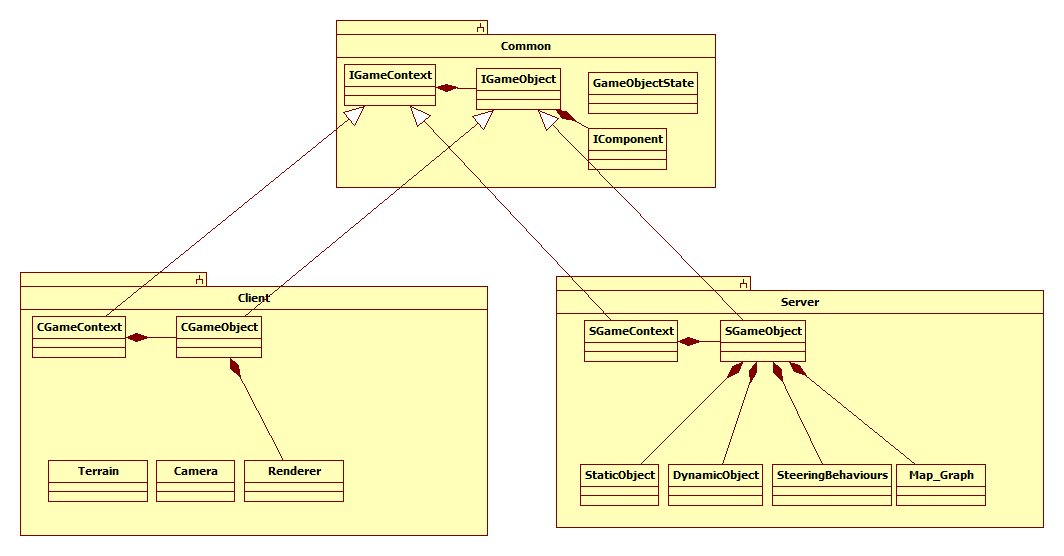 Common
IGameContext
IGameObject
GameObjectState
IComponent
Client
CGameContext
CGameObject
Terrain
Camera
Renderer
Server
SGameContext
SGameObject
StaticObject
DynamicObject
SteeringBehaviours
Map_Graph